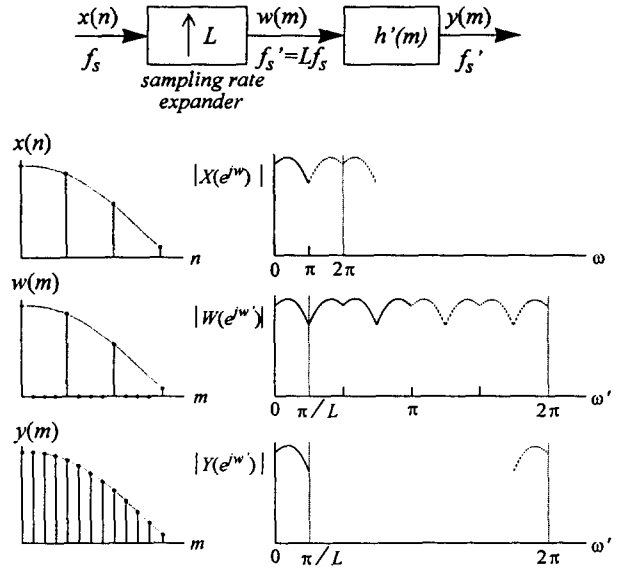 x(n) L w(m) h'(m) y(m)
f_s f_s'=Lf_s f_s'
sampling rate
expander
x(n) |X(e^{jw}) |
n 0 π 2π ω
w(m) |W(e^{jw'})|
m 0 π/L π 2π ω'
y(m) |Y(e^{jw'})|
m 0 π/L 2π ω'